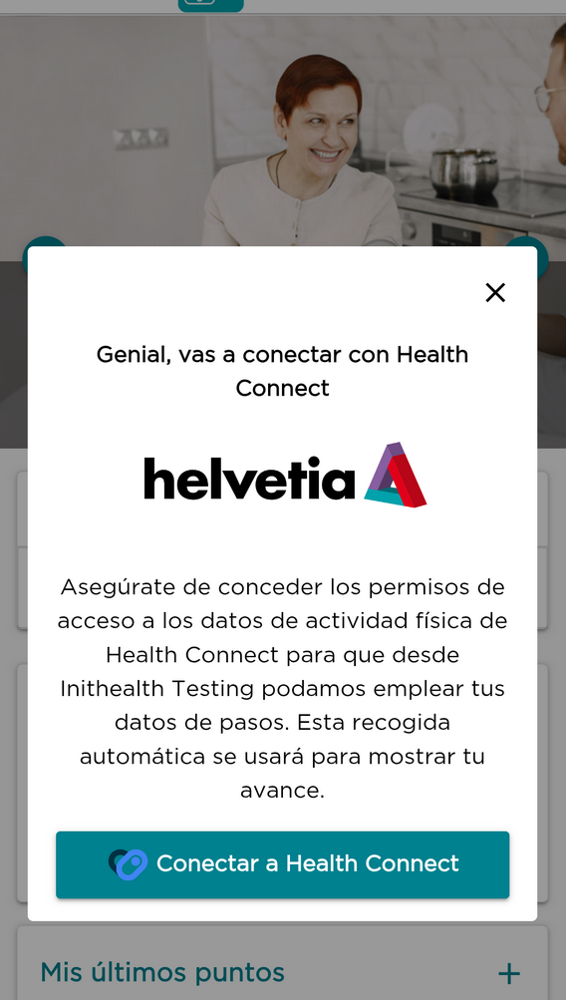 Genial, vas a conectar con Health
Connect
helvetia
Asegúrate de conceder los permisos de
acceso a los datos de actividad física de
Health Connect para que desde
Inithealth Testing podamos emplear tus
datos de pasos. Esta recogida
automática se usará para mostrar tu
avance.
Conectar a Health Connect
Mis últimos puntos